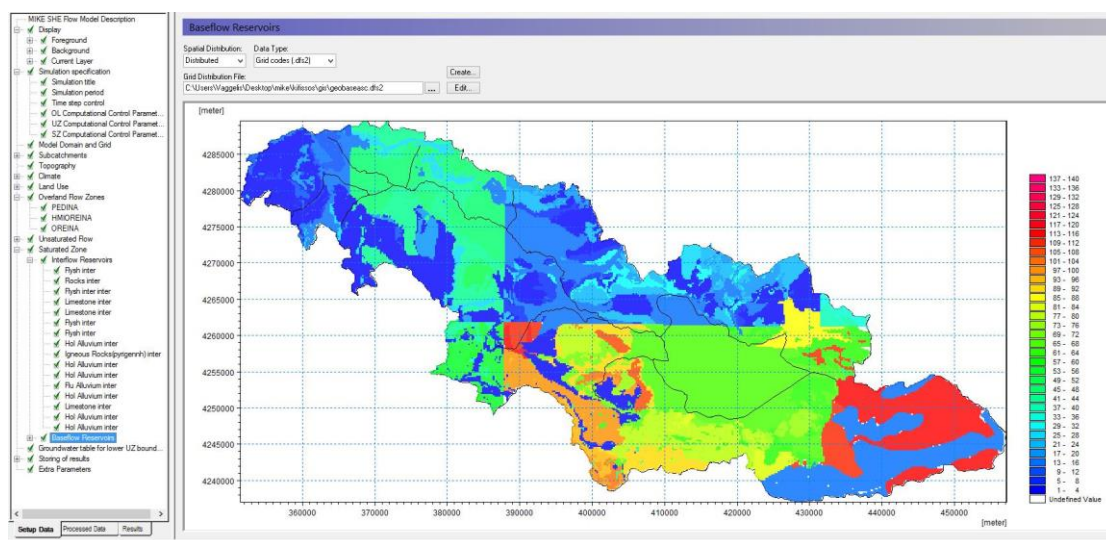 MIKE SHE Flow Model Description
Display
Foreground
Background
Current Layer
Simulation specification
Simulation title
Simulation period
Time step control
OL Computational Control Paramet...
UZ Computational Control Paramet...
SZ Computational Control Paramet...
Model Domain and Grid
Subcatchments
Topography
Climate
Land Use
Overland Flow Zones
PEDINA
HMIOREINA
OREINA
Unsaturated Flow
Saturated Zone
Interflow Reservoirs
Flysh inter
Rocks inter
Flysh inter inter
Limestone inter
Limestone inter
Flysh inter
Flysh inter
Hol Alluvium inter
Igneous Rocks(pyrigennh) inter
Hol Alluvium inter
Flu Alluvium inter
Hol Alluvium inter
Limestone inter
Hol Alluvium inter
Hol Alluvium inter
Baseflow Reservoirs
Groundwater table for lower UZ bound...
Storing of results
Extra Parameters
Setup Data Processed Data Results
Baseflow Reservoirs
Spatial Distribution: Data Type:
Distributed Grid codes (.dfs2)
Create...
Grid Distribution File:
C:\Users\Vaggelis\Desktop\mike\kifissos\gis\geobaseasc.dfs2 ... Edit...
[meter]
4285000
4280000
4275000
4270000
4265000
4260000
4255000
4250000
4245000
4240000
360000 370000 380000 390000 400000 410000 420000 430000 440000 450000
[meter]
137 - 140
133 - 136
129 - 132
125 - 128
121 - 124
117 - 120
113 - 116
109 - 112
105 - 108
101 - 104
97 - 100
93 - 96
89 - 92
85 - 88
81 - 84
77 - 80
73 - 76
69 - 72
65 - 68
61 - 64
57 - 60
53 - 56
49 - 52
45 - 48
41 - 44
37 - 40
33 - 36
29 - 32
25 - 28
21 - 24
17 - 20
13 - 16
9 - 12
5 - 8
1 - 4
Undefined Value